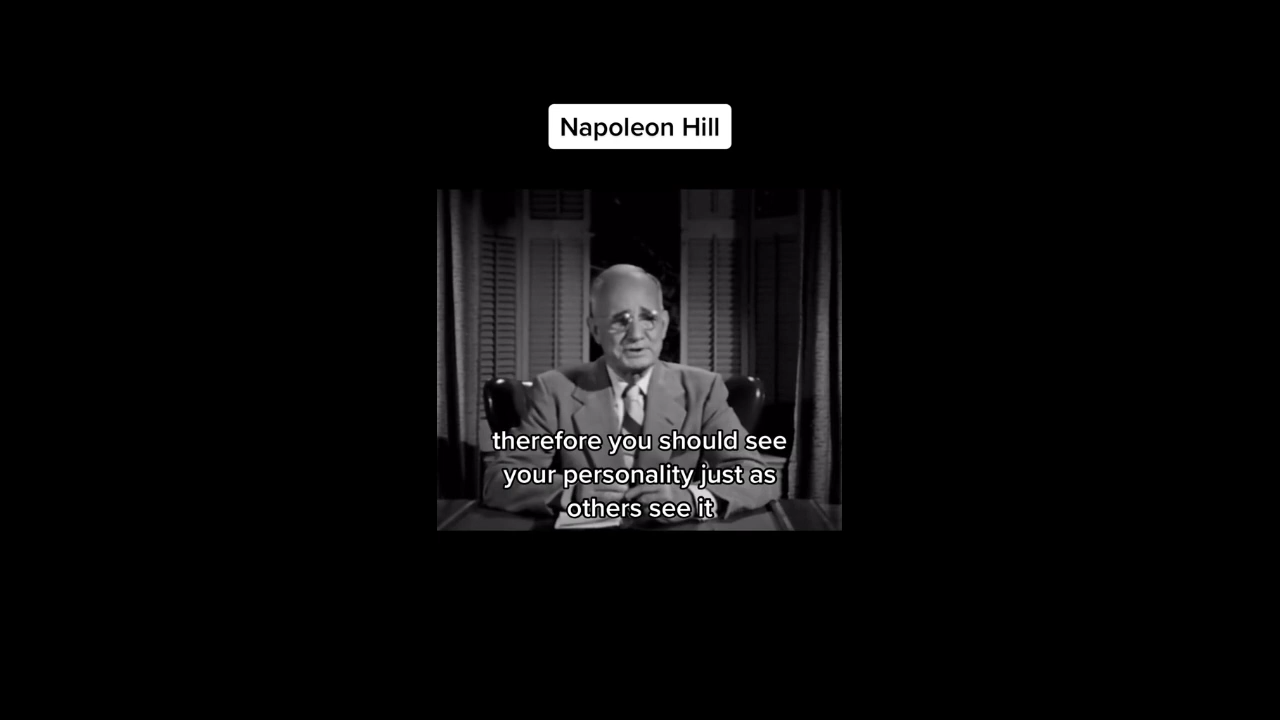 Napoleon Hill
therefore you should see
your personality just as
others see it